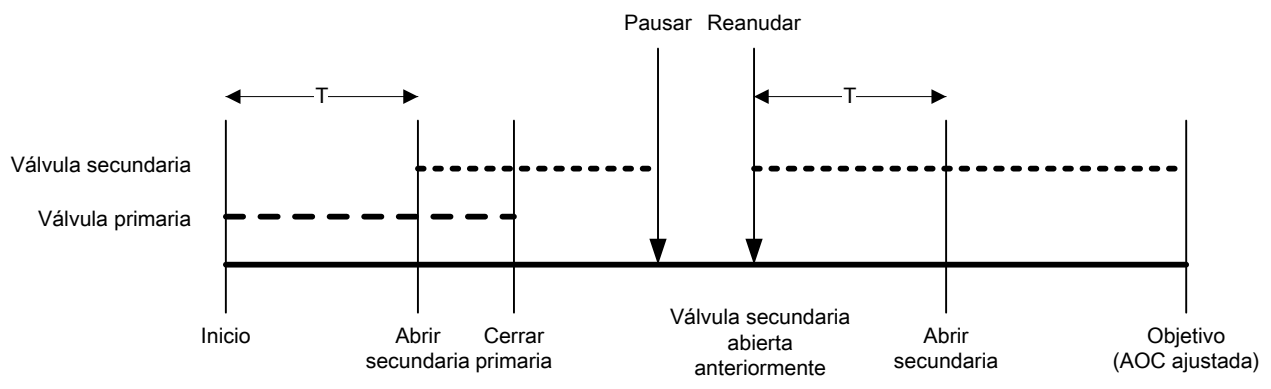 Pausar Reanudar
T T
Válvula secundaria
Válvula primaria
Inicio
Abrir
secundaria
Cerrar
primaria
Válvula secundaria
abierta
anteriormente
Abrir
secundaria
Objetivo
(AOC ajustada)